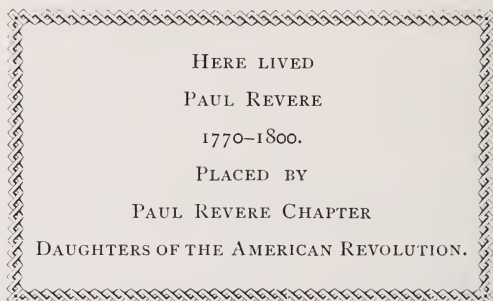 Here lived
Paul Revere
1770–1800.
Placed by
Paul Revere Chapter
Daughters of the American Revolution.